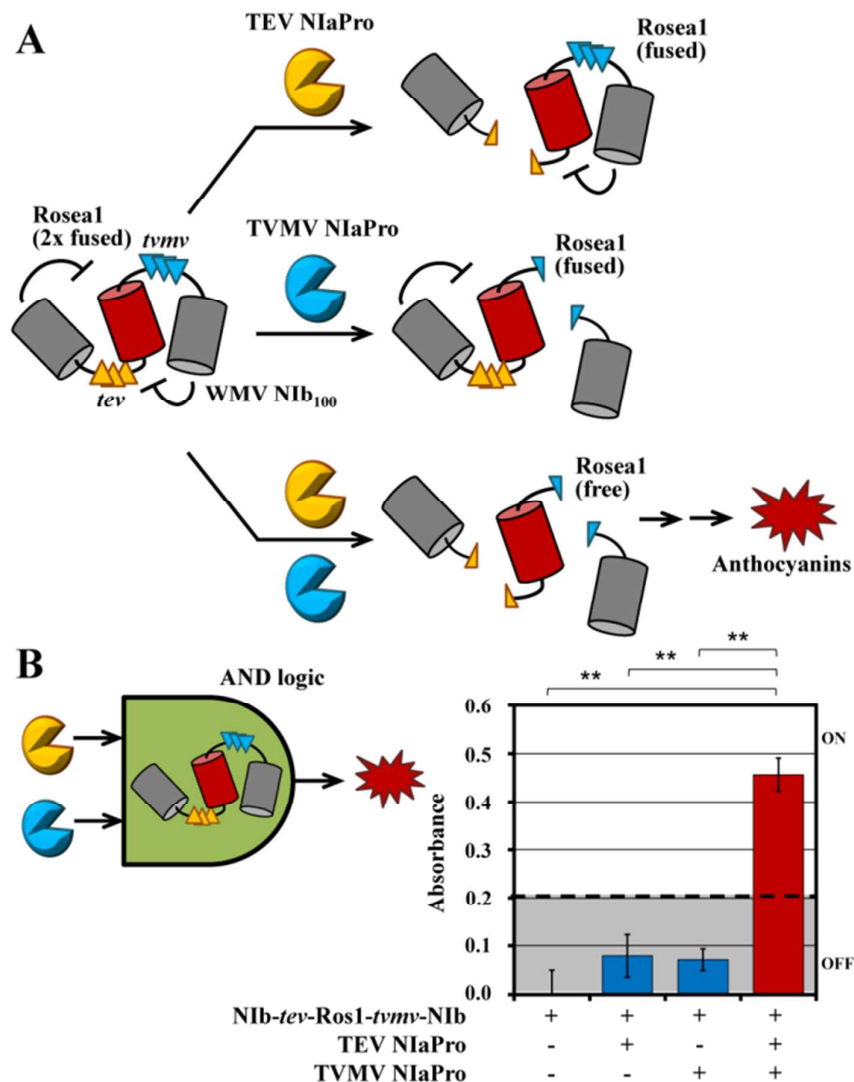 A
TEV NIaPro
Rosea1
(fused)
Rosea1
(2x fused)
tvmv
TVMV NIaPro
Rosea1
(fused)
tev
WMV NIb100
Rosea1
(free)
Anthocyanins
B
AND logic
** 
**
**
Absorbance
0.6
0.5
0.4
0.3
0.2
0.1
0.0
ON
OFF
NIb-tev-Ros1-tvmv-NIb + + + +
TEV NIaPro - + - +
TVMV NIaPro - - + +